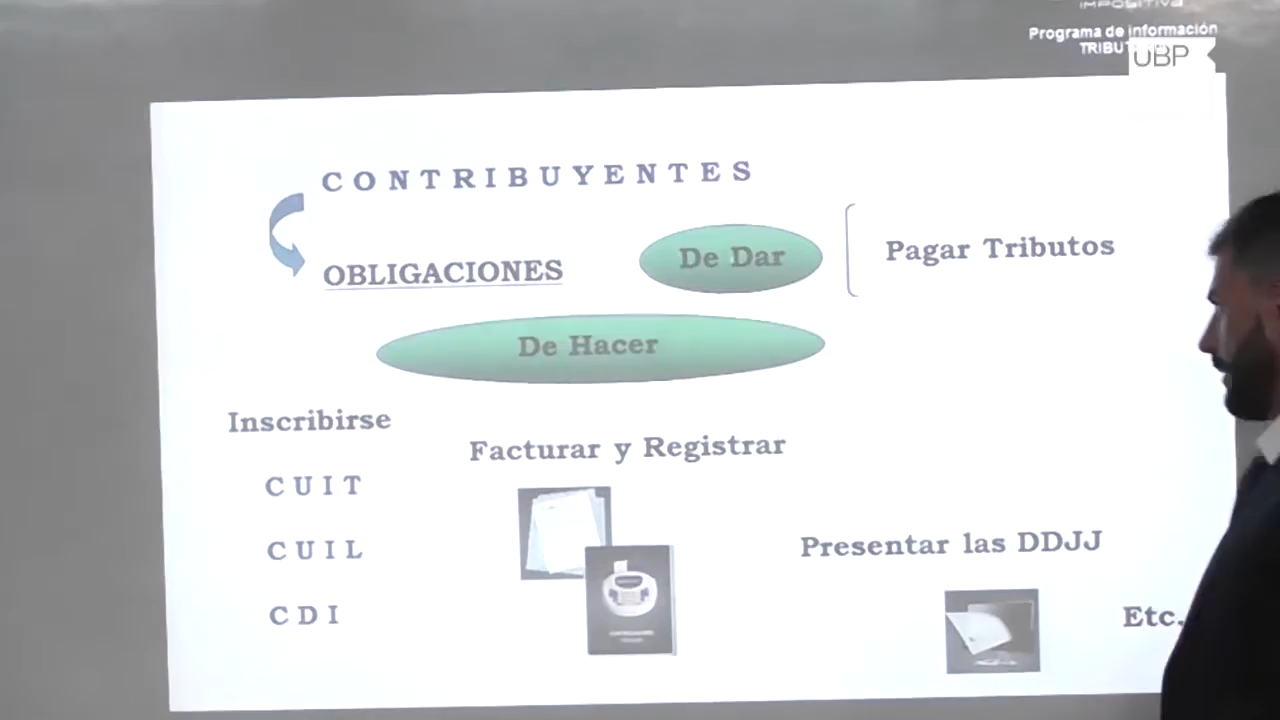 Programa de información
UBP
CONTRIBUYENTES
OBLIGACIONES
De Dar
Pagar Tributos
De Hacer
Inscribirse
Facturar y Registrar
CUIT
CUIL
CDI
Presentar las DDJJ
Etc.